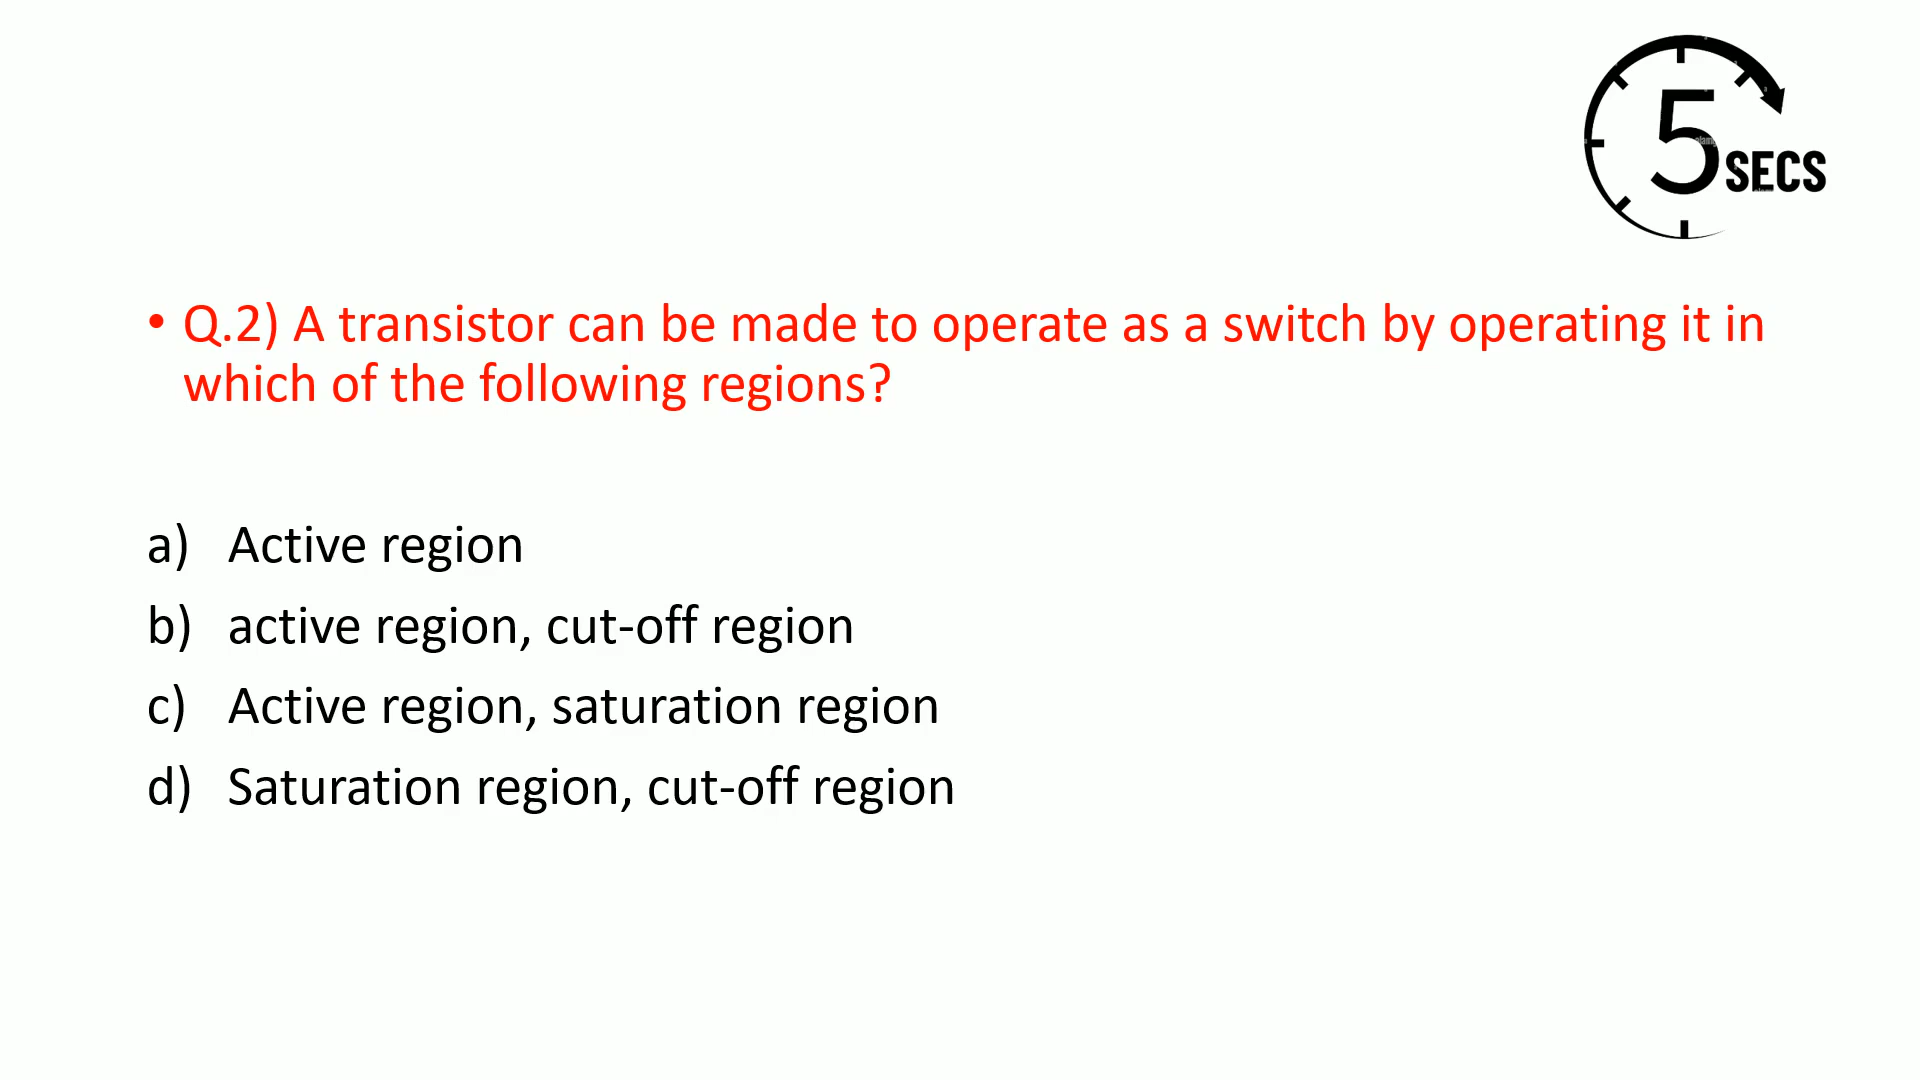 5 SECS
• Q.2) A transistor can be made to operate as a switch by operating it in
which of the following regions?
a) Active region
b) active region, cut-off region
c) Active region, saturation region
d) Saturation region, cut-off region